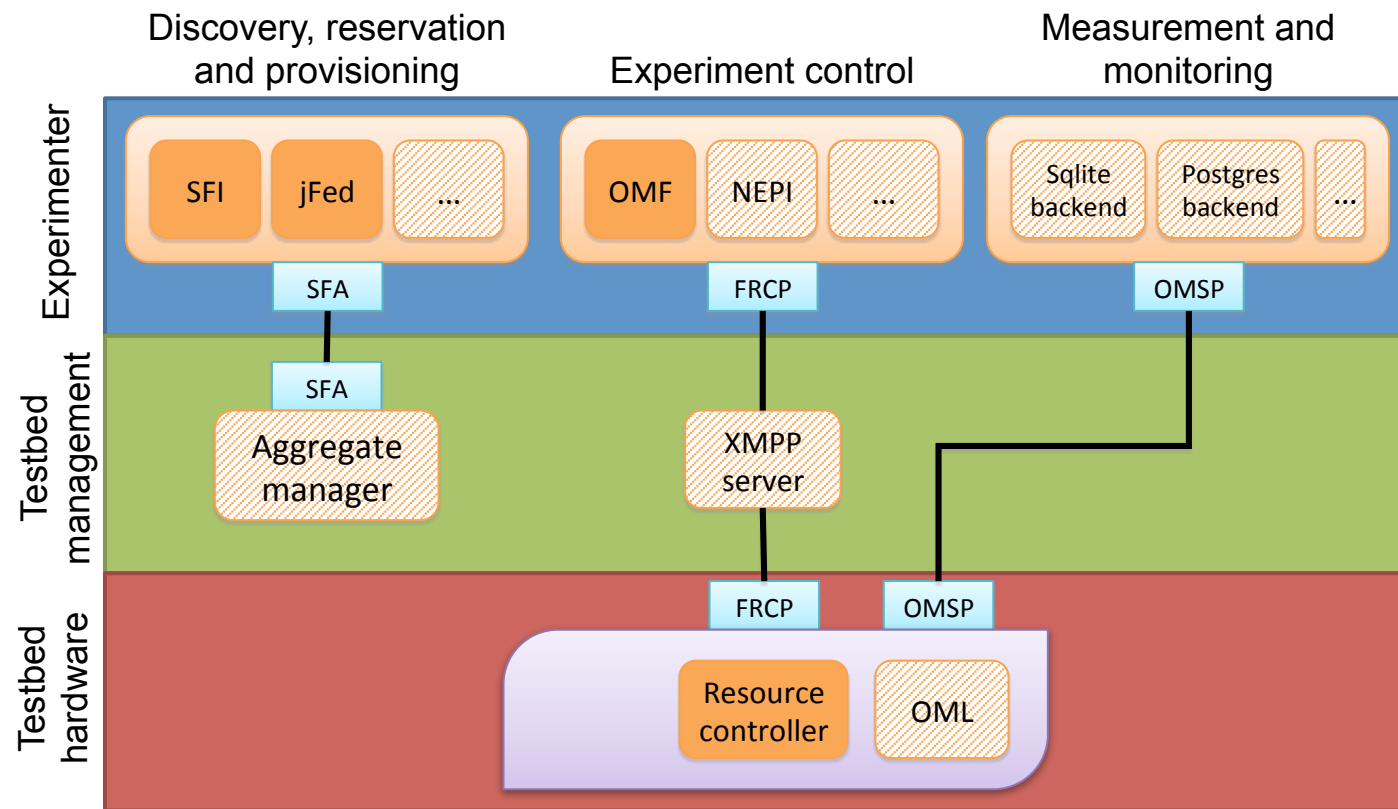 Discovery, reservation
and provisioning
Experiment control
Measurement and
monitoring
Experimenter
SFI
jFed
...
OMF
NEPI
...
Sqlite
backend
Postgres
backend
...
SFA
FRCP
OMSP
Testbed
management
SFA
Aggregate
manager
XMPP
server
Testbed
hardware
FRCP
OMSP
Resource
controller
OML